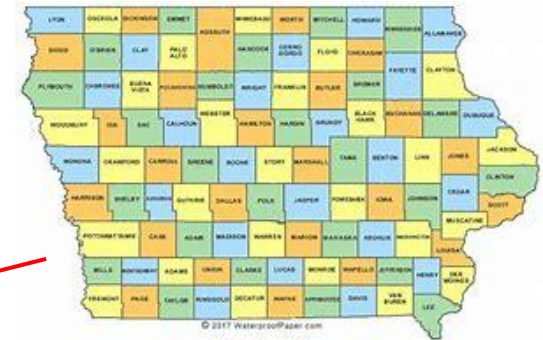 LYON OSCEOLA DICKINSON EMMET WINNEBAGO WORTH MITCHELL HOWARD WINNESHIEK ALLAMAKEE
KOSSUTH
SIOUX O'BRIEN CLAY PALO ALTO HANCOCK CERRO GORDO FLOYD CHICKASAW
FAYETTE CLAYTON
PLYMOUTH CHEROKEE BUENA VISTA POCAHONTAS HUMBOLDT WRIGHT FRANKLIN BUTLER BREMER
WOODBURY IDA SAC CALHOUN WEBSTER HAMILTON HARDIN GRUNDY BLACK HAWK BUCHANAN DELAWARE DUBUQUE
JACKSON
MONONA CRAWFORD CARROLL GREENE BOONE STORY MARSHALL TAMA BENTON LINN JONES
CLINTON
HARRISON SHELBY AUDUBON GUTHRIE DALLAS POLK JASPER POWESHIEK IOWA JOHNSON CEDAR SCOTT
MUSCATINE
POTTAWATTAMIE CASS ADAIR MADISON WARREN MARION MAHASKA KEOKUK WASHINGTON LOUISA
MILLS MONTGOMERY ADAMS UNION CLARKE LUCAS MONROE WAPELLO JEFFERSON HENRY DES MOINES
FREMONT PAGE TAYLOR RINGGOLD DECATUR WAYNE APPANOOSE DAVIS VAN BUREN LEE
© 2017 WaterproofPaper.com